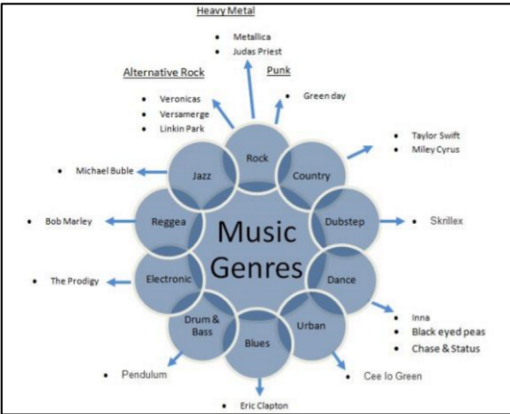 Heavy Metal
• Metallica
• Judas Priest
Alternative Rock
• Veronicas
• Versamerge
• Linkin Park
Punk
• Green day
• Taylor Swift
• Miley Cyrus
• Michael Buble
• Bob Marley
• Skrillex
• The Prodigy
• Inna
• Black eyed peas
• Chase & Status
• Pendulum
• Cee lo Green
• Eric Clapton
Rock
Country
Dubstep
Dance
Urban
Blues
Drum &
Bass
Electronic
Reggea
Jazz
Music
Genres